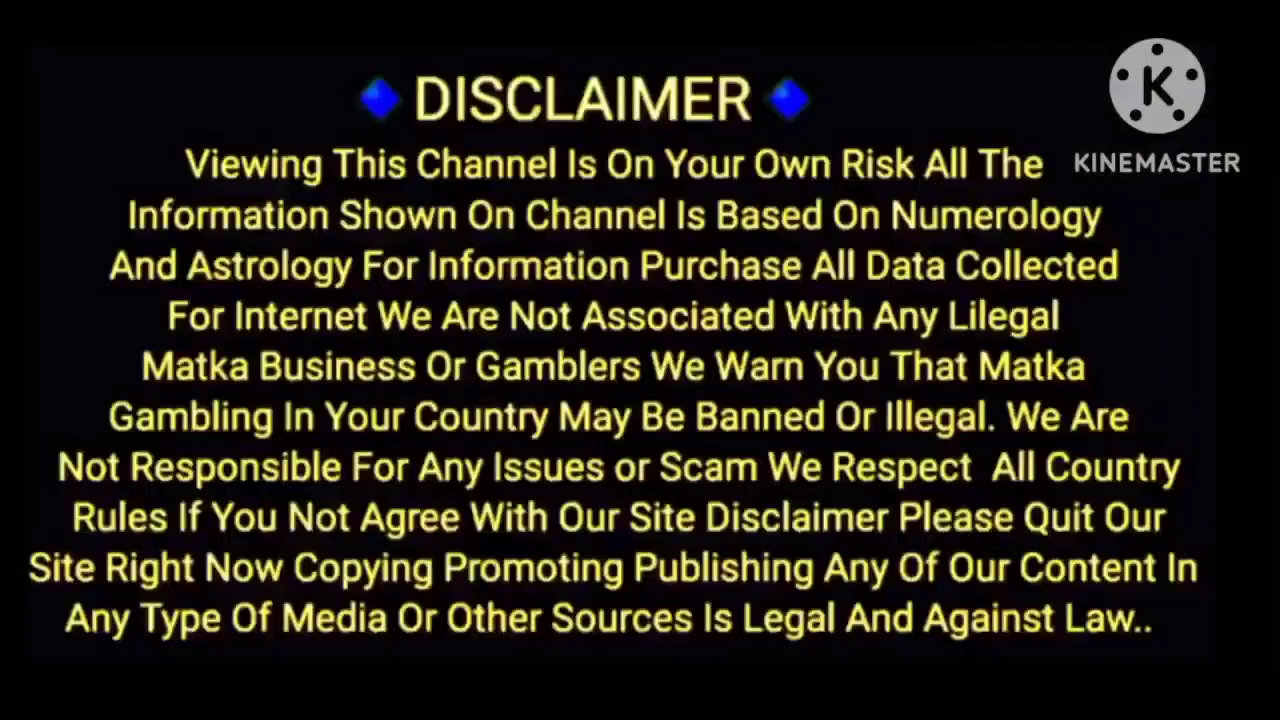 DISCLAIMER
Viewing This Channel Is On Your Own Risk All The
Information Shown On Channel Is Based On Numerology
And Astrology For Information Purchase All Data Collected
For Internet We Are Not Associated With Any Lilegal
Matka Business Or Gamblers We Warn You That Matka
Gambling In Your Country May Be Banned Or Illegal. We Are
Not Responsible For Any Issues or Scam We Respect  All Country
Rules If You Not Agree With Our Site Disclaimer Please Quit Our
Site Right Now Copying Promoting Publishing Any Of Our Content In
Any Type Of Media Or Other Sources Is Legal And Against Law..
K
KINEMASTER